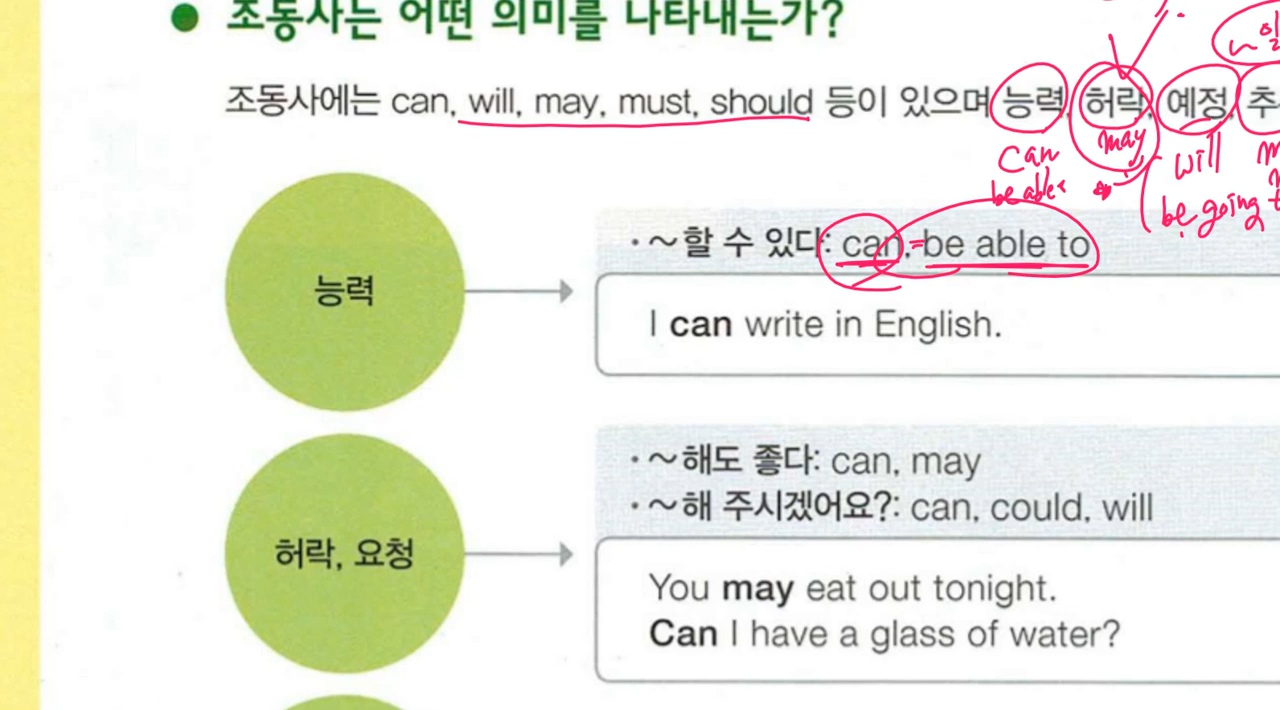 조동사는 어떤 의미를 나타내는가?
조동사에는 can, will, may, must, should 등이 있으며 능력, 허락, 예정, 추
can
may
will
be able
be going
능력
· ~할 수 있다: can, = be able to
I can write in English.
허락, 요청
· ~해도 좋다: can, may
· ~해 주시겠어요?: can, could, will
You may eat out tonight.
Can I have a glass of water?